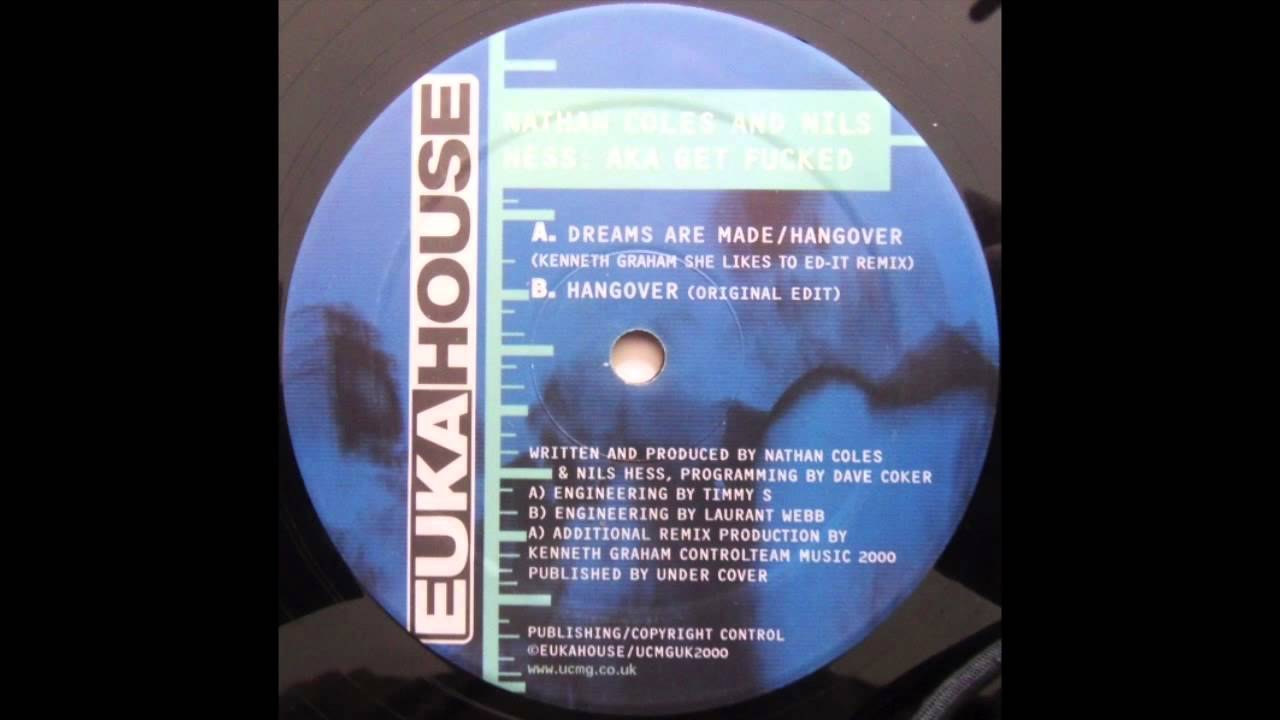 EUKAHOUSE
NATHAN COLES AND NILS
HESS: AKA GET FUCKED
A. DREAMS ARE MADE/HANGOVER
(KENNETH GRAHAM SHE LIKES TO ED-IT REMIX)
B. HANGOVER (ORIGINAL EDIT)
WRITTEN AND PRODUCED BY NATHAN COLES
& NILS HESS, PROGRAMMING BY DAVE COKER
A) ENGINEERING BY TIMMY S
B) ENGINEERING BY LAURANT WEBB
A) ADDITIONAL REMIX PRODUCTION BY
KENNETH GRAHAM CONTROLTEAM MUSIC 2000
PUBLISHED BY UNDER COVER
PUBLISHING/COPYRIGHT CONTROL
©EUKAHOUSE/UCMGUK2000
www.ucmg.co.uk